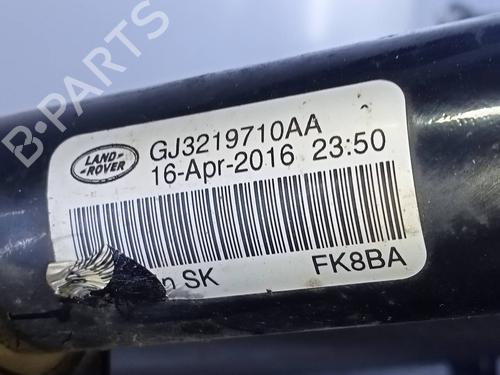 B-PARTS
LAND
ROVER
GJ3219710AA
16-Apr-2016 23:50
SK FK8BA